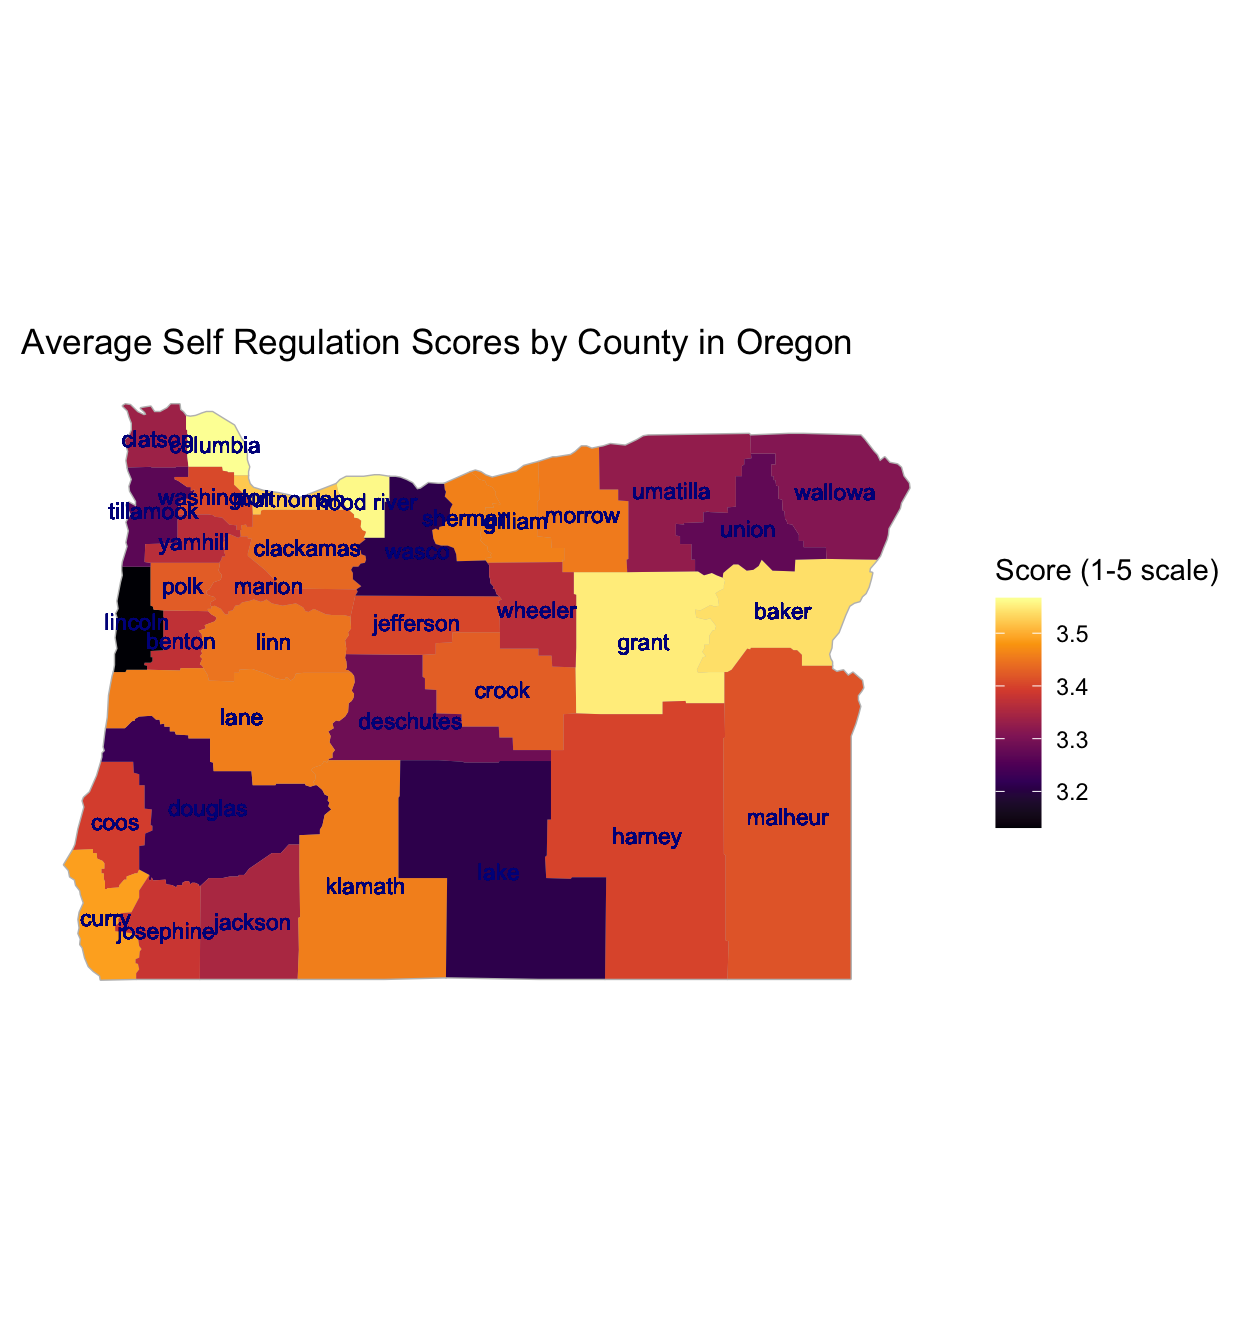 Average Self Regulation Scores by County in Oregon
clatsop
columbia
washington
multnomah
hood river
tillamook
yamhill
clackamas
wasco
sherman
gilliam
morrow
umatilla
union
wallowa
polk
marion
lincoln
benton
linn
jefferson
wheeler
grant
baker
lane
deschutes
crook
coos
douglas
klamath
lake
harney
malheur
curry
josephine
jackson
Score (1-5 scale)
3.5
3.4
3.3
3.2